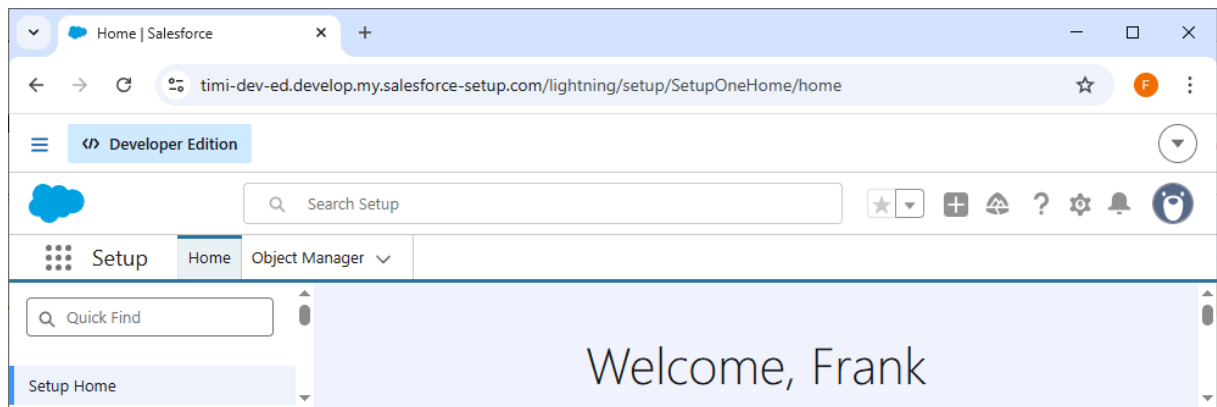 Home | Salesforce
timi-dev-ed.develop.my.salesforce-setup.com/lightning/setup/SetupOneHome/home
F
</> Developer Edition
Search Setup
Setup Home Object Manager
Quick Find
Welcome, Frank
Setup Home